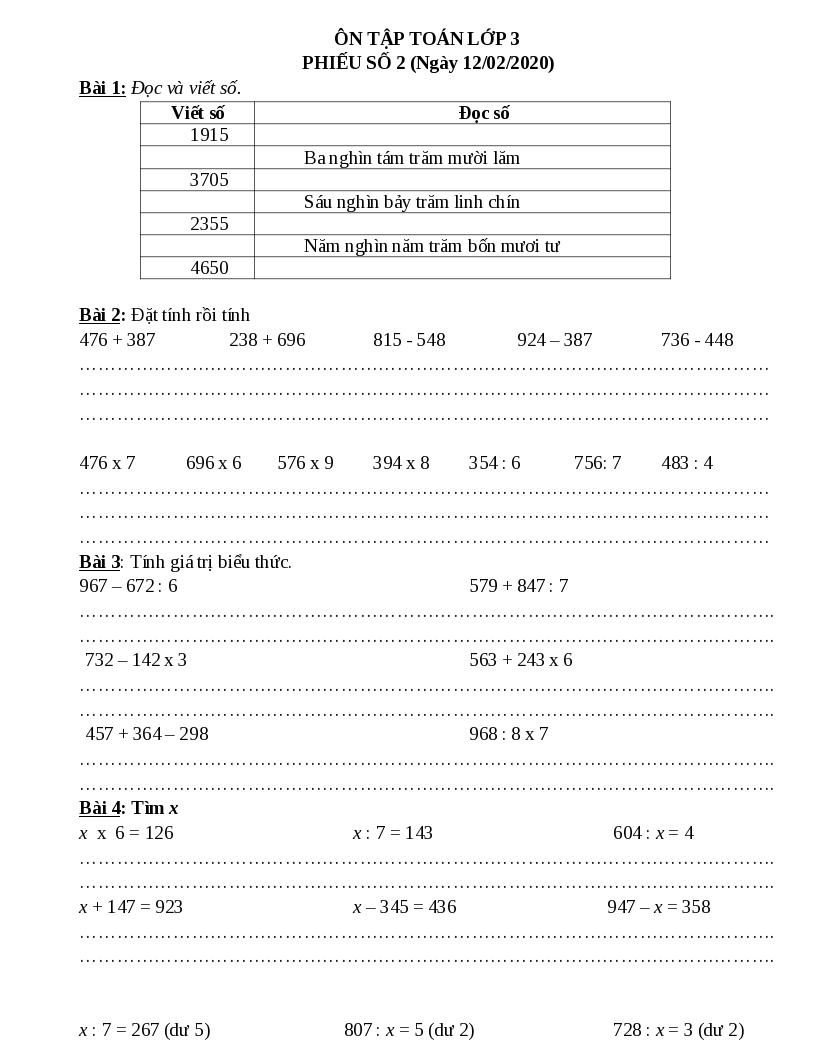 ÔN TẬP TOÁN LỚP 3
PHIẾU SỐ 2 (Ngày 12/02/2020)
Bài 1: Đọc và viết số.
Viết số Đọc số
1915
Ba nghìn tám trăm mười lăm
3705
Sáu nghìn bảy trăm linh chín
2355
Năm nghìn năm trăm bốn mươi tư
4650
Bài 2: Đặt tính rồi tính
476 + 387 238 + 696 815 - 548 924 – 387 736 - 448
……………………………………………………………………………………………
……………………………………………………………………………………………
……………………………………………………………………………………………
476 x 7 696 x 6 576 x 9 394 x 8 354 : 6 756: 7 483 : 4
……………………………………………………………………………………………
……………………………………………………………………………………………
……………………………………………………………………………………………
Bài 3: Tính giá trị biểu thức.
967 – 672 : 6 579 + 847 : 7
…………………………………………………………………………………………….
…………………………………………………………………………………………….
732 – 142 x 3 563 + 243 x 6
…………………………………………………………………………………………….
…………………………………………………………………………………………….
457 + 364 – 298 968 : 8 x 7
…………………………………………………………………………………………….
…………………………………………………………………………………………….
Bài 4: Tìm x
x x 6 = 126 x : 7 = 143 604 : x = 4
…………………………………………………………………………………………….
…………………………………………………………………………………………….
x + 147 = 923 x – 345 = 436 947 – x = 358
…………………………………………………………………………………………….
…………………………………………………………………………………………….
x : 7 = 267 (dư 5) 807 : x = 5 (dư 2) 728 : x = 3 (dư 2)